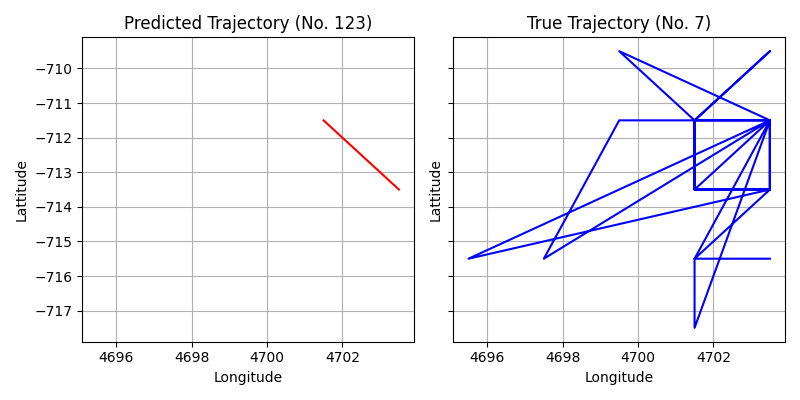 Predicted Trajectory (No. 123)
−710
−711
−712
−713
−714
−715
−716
−717
Lattitude
4696 4698 4700 4702
Longitude
True Trajectory (No. 7)
Lattitude
4696 4698 4700 4702
Longitude